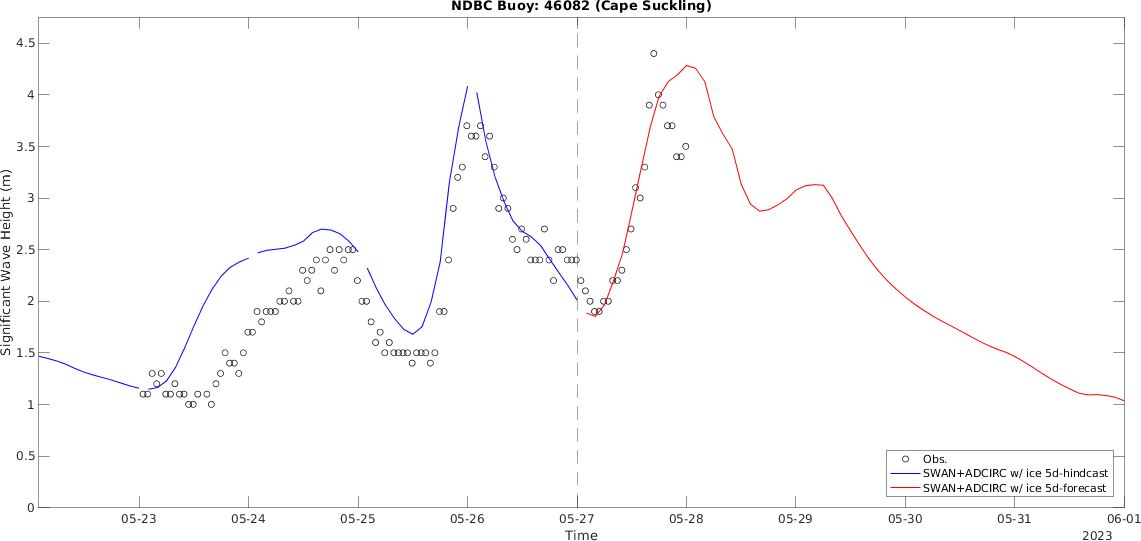 NDBC Buoy: 46082 (Cape Suckling)
Significant Wave Height (m)
4.5
4
3.5
3
2.5
2
1.5
1
0.5
0
Obs.
SWAN+ADCIRC w/ ice 5d-hindcast
SWAN+ADCIRC w/ ice 5d-forecast
05-23 05-24 05-25 05-26 05-27 05-28 05-29 05-30 05-31 06-01
Time
2023